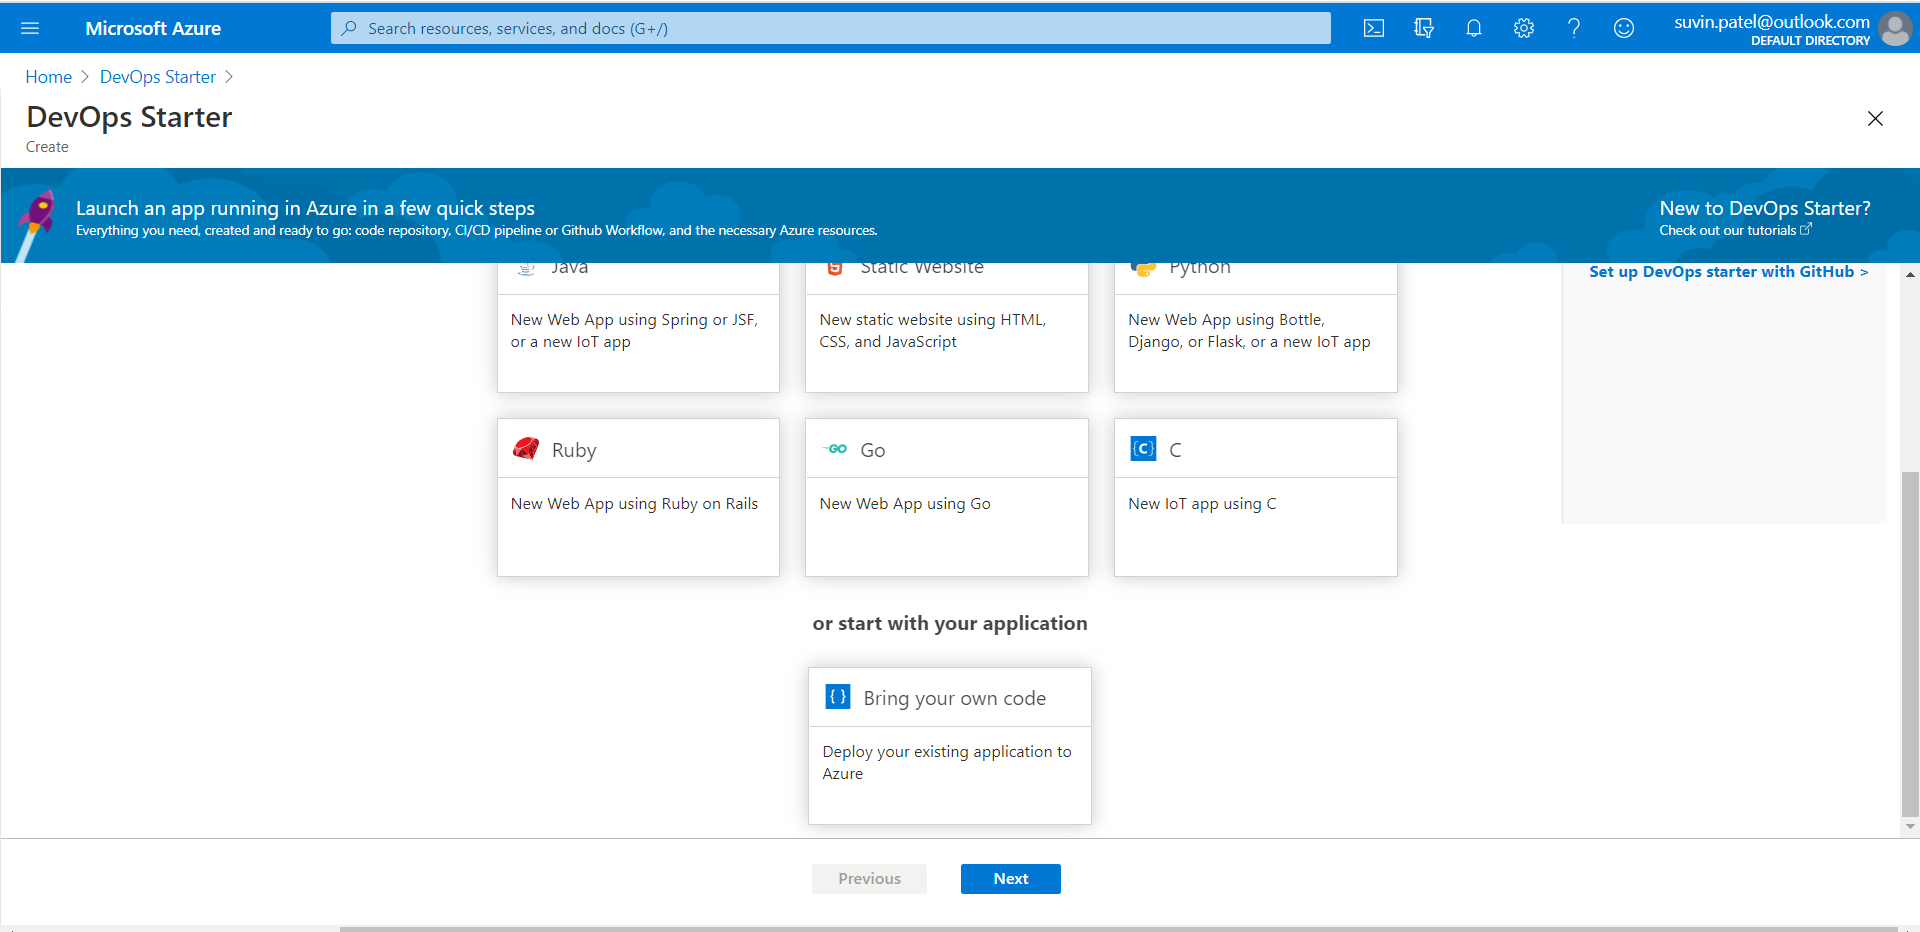 Microsoft Azure
Search resources, services, and docs (G+/)
suvin.patel@outlook.com
DEFAULT DIRECTORY
Home > DevOps Starter >
DevOps Starter
Create
Launch an app running in Azure in a few quick steps
Everything you need, created and ready to go: code repository, CI/CD pipeline or Github Workflow, and the necessary Azure resources.
New to DevOps Starter?
Check out our tutorials
Java
New Web App using Spring or JSF,
or a new IoT app
Static Website
New static website using HTML,
CSS, and JavaScript
Python
New Web App using Bottle,
Django, or Flask, or a new IoT app
Set up DevOps starter with GitHub >
Ruby
New Web App using Ruby on Rails
GO Go
New Web App using Go
{C} C
New IoT app using C
or start with your application
{ } Bring your own code
Deploy your existing application to
Azure
Previous
Next